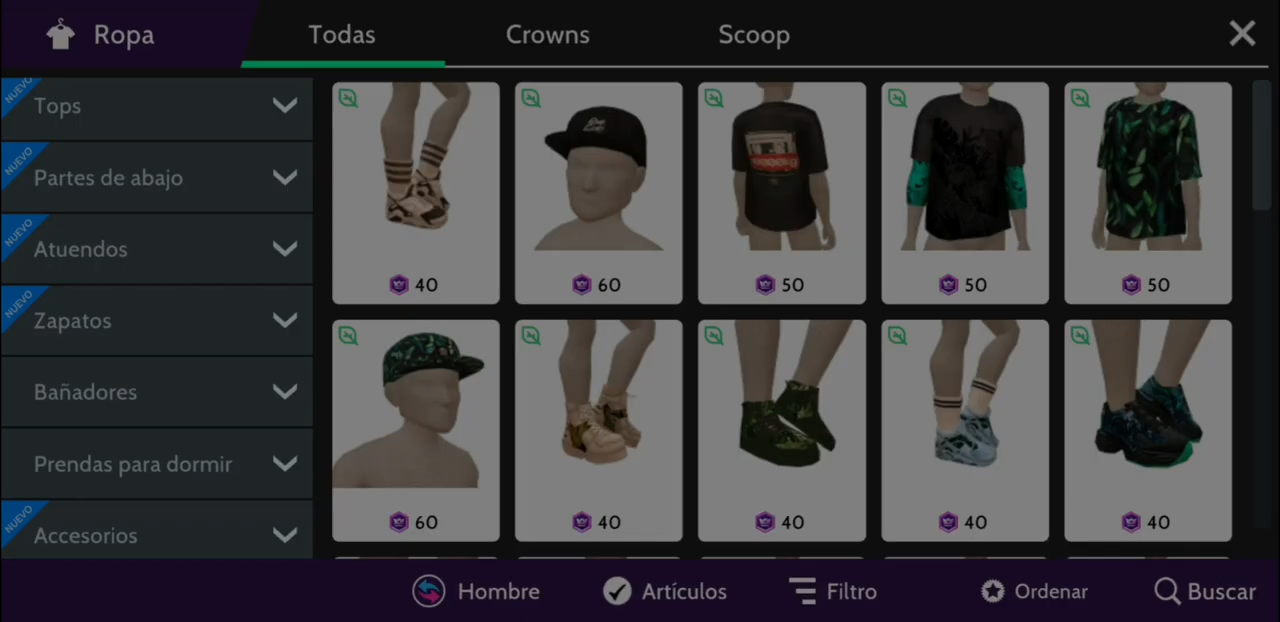 Ropa
Todas
Crowns
Scoop
NUEVO
Tops
NUEVO
Partes de abajo
NUEVO
Atuendos
NUEVO
Zapatos
Bañadores
Prendas para dormir
NUEVO
Accesorios
40
60
50
50
50
60
40
40
40
40
Hombre
Artículos
Filtro
Ordenar
Buscar